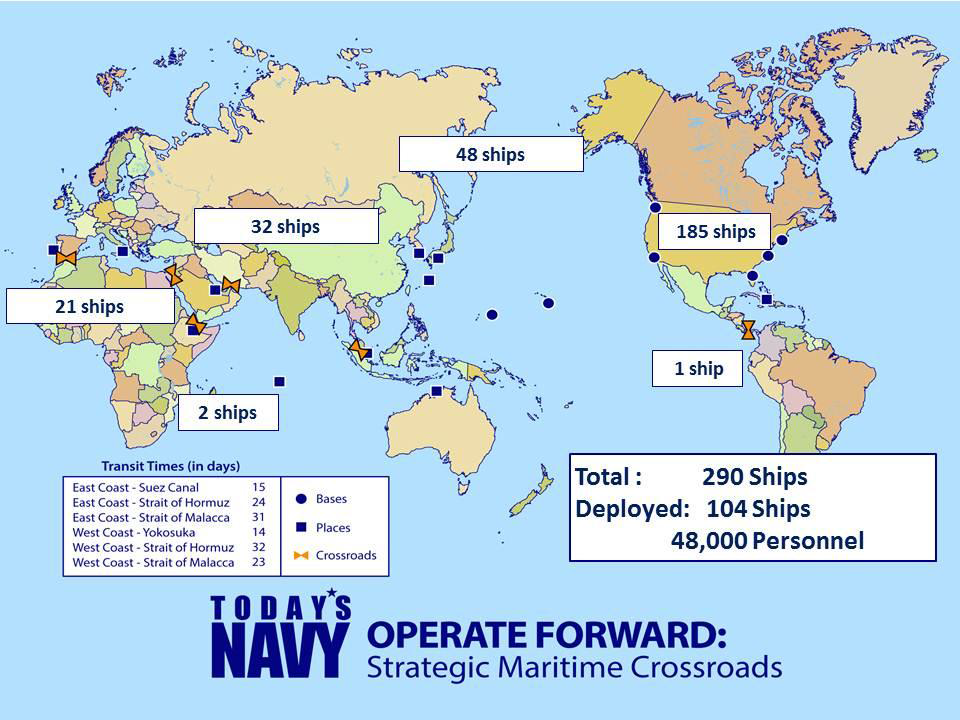 48 ships
32 ships
185 ships
21 ships
1 ship
2 ships
Transit Times (in days)
East Coast - Suez Canal 15
East Coast - Strait of Hormuz 24
East Coast - Strait of Malacca 31
West Coast - Yokosuka 14
West Coast - Strait of Hormuz 32
West Coast - Strait of Malacca 23
Bases
Places
Crossroads
Total : 290 Ships
Deployed: 104 Ships
48,000 Personnel
TODAY'S
NAVY
OPERATE FORWARD:
Strategic Maritime Crossroads